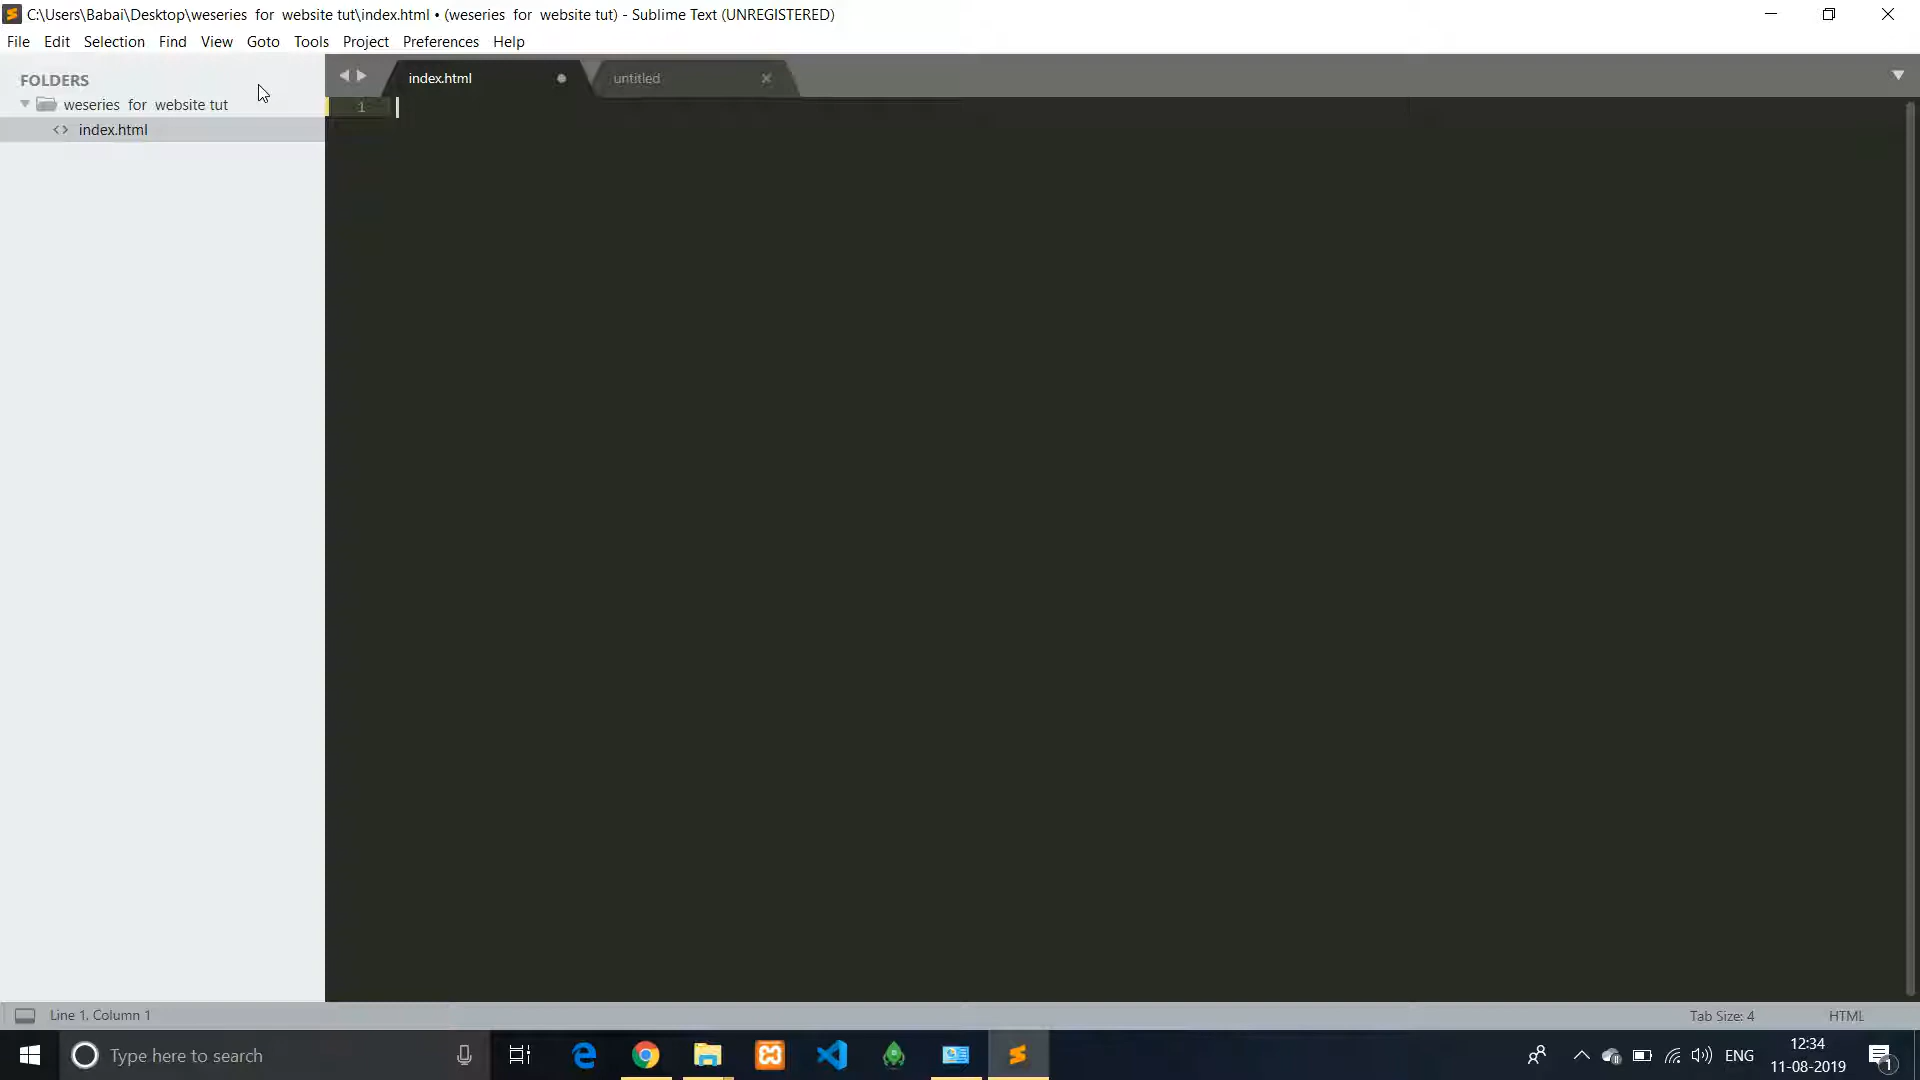 C:\Users\Babai\Desktop\weseries  for  website tut\index.html • (weseries  for  website tut) - Sublime Text (UNREGISTERED)
File Edit Selection Find View Goto Tools Project Preferences Help
FOLDERS
weseries  for  website tut
<> index.html
index.html
untitled
1
Line 1, Column 1
Tab Size: 4
HTML
Type here to search
ENG
12:34
11-08-2019
1